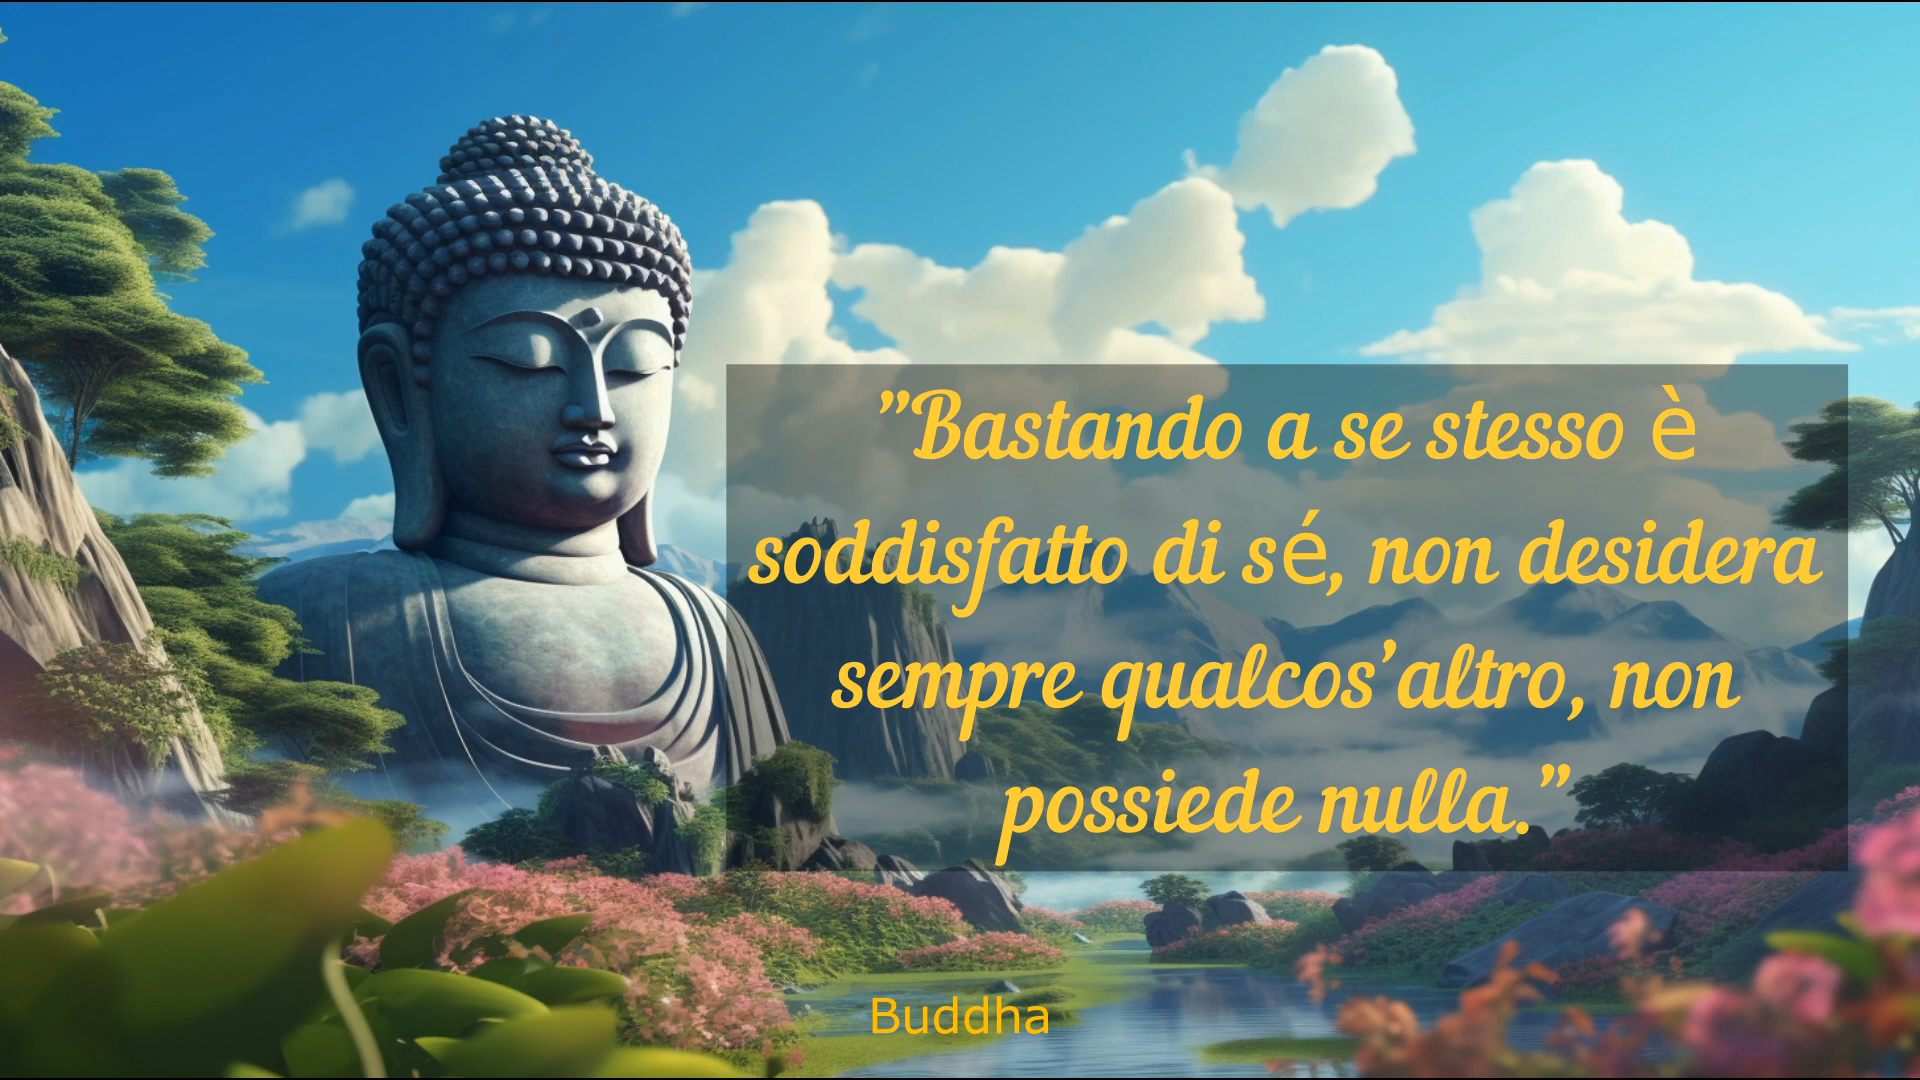 "Bastando a se stesso è
soddisfatto di sé, non desidera
sempre qualcos'altro, non
possiede nulla."
Buddha